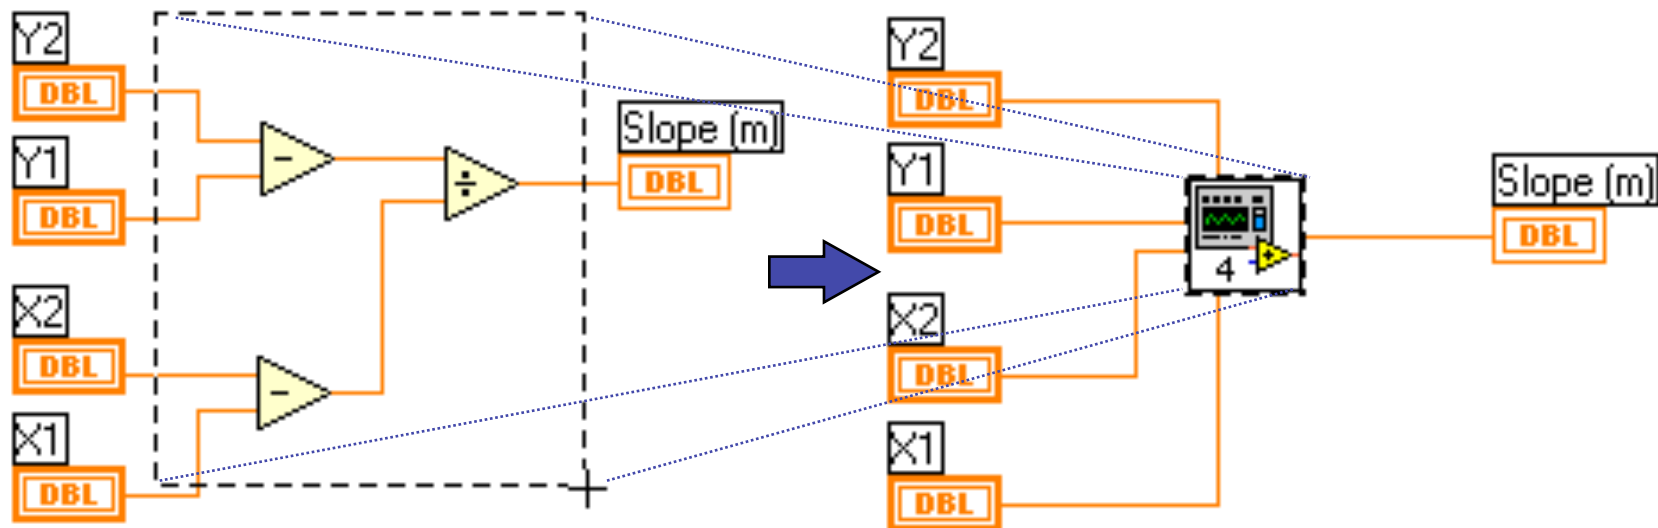 Y2
DBL
Y1
DBL
X2
DBL
X1
DBL
−
−
÷
Slope (m)
DBL
Y2
DBL
Y1
DBL
X2
DBL
X1
DBL
4
+
Slope (m)
DBL